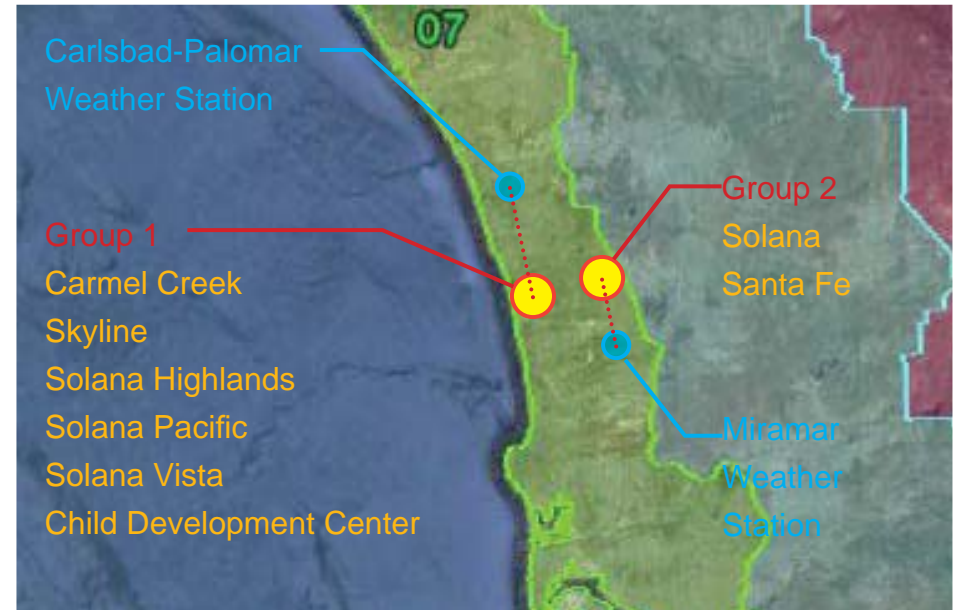 07
Carlsbad-Palomar
Weather Station
Group 1
Carmel Creek
Skyline
Solana Highlands
Solana Pacific
Solana Vista
Child Development Center
Group 2
Solana
Santa Fe
Miramar
Weather
Station